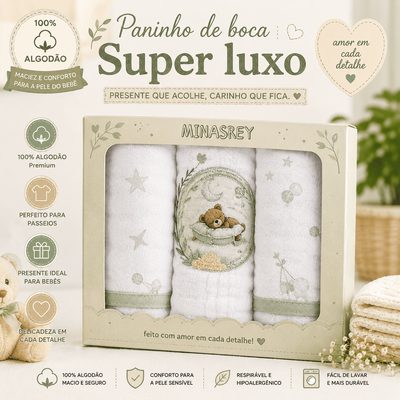 100%
ALGODÃO
MACIEZ E CONFORTO
PARA A PELE DO BEBÊ
Paninho de boca
Super luxo
PRESENTE QUE ACOLHE, CARINHO QUE FICA.
amor em
cada
detalhe
100% ALGODÃO
Premium
PERFEITO PARA
PASSEIOS
PRESENTE IDEAL
PARA BEBÊS
DELICADEZA EM
CADA DETALHE
MINASREY
feito com amor em cada detalhe!
100% ALGODÃO
MACIO E SEGURO
CONFORTO PARA
A PELE SENSÍVEL
RESPIRÁVEL E
HIPOALERGÊNICO
FÁCIL DE LAVAR
E MAIS DURÁVEL